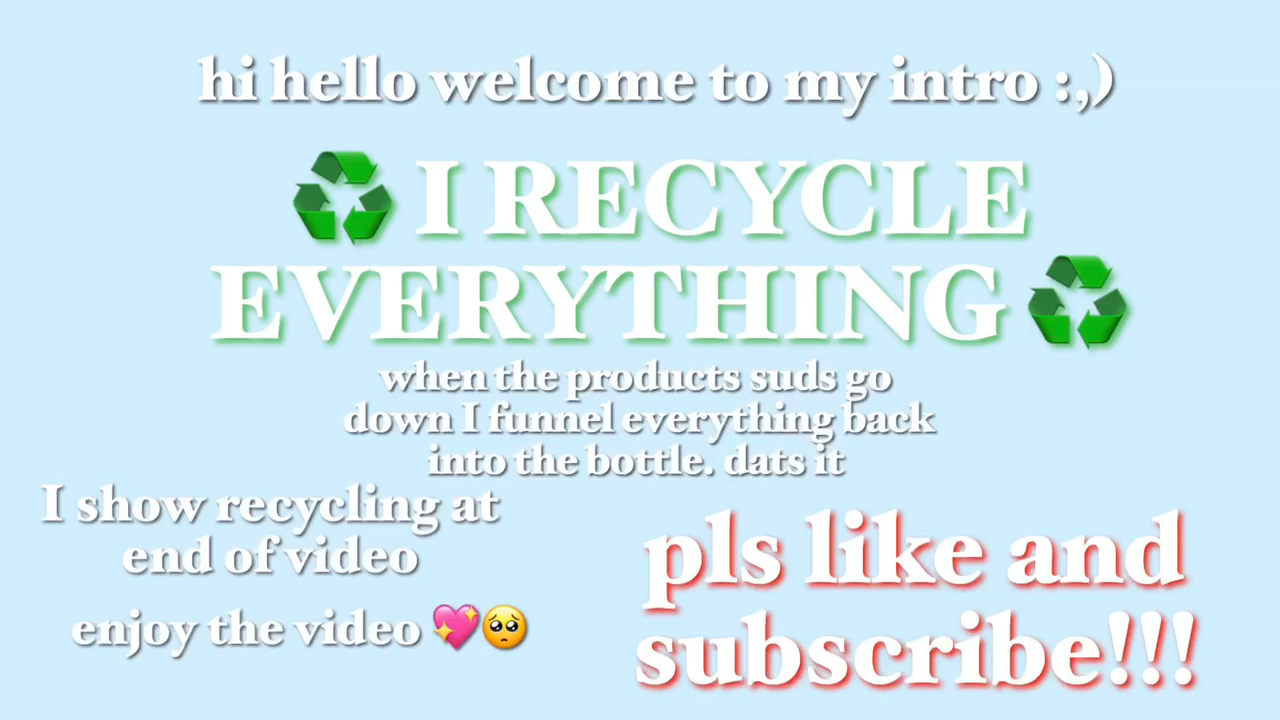 hi hello welcome to my intro :,)
♻️ I RECYCLE
EVERYTHING ♻️
when the products suds go
down I funnel everything back
into the bottle. dats it
I show recycling at
end of video
enjoy the video 💖🥺
pls like and
subscribe!!!